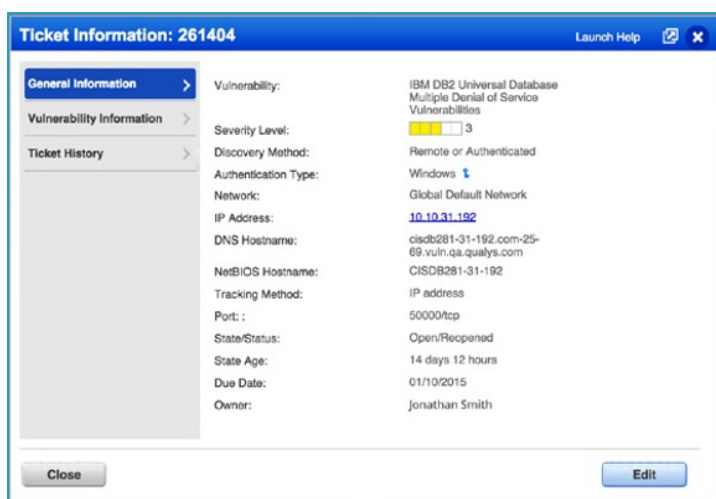 Ticket Information: 261404
Launch Help
General Information
Vulnerability Information
Ticket History
Vulnerability: IBM DB2 Universal Database
Multiple Denial of Service
Vulnerabilities
Severity Level: 3
Discovery Method: Remote or Authenticated
Authentication Type: Windows
Network: Global Default Network
IP Address: 10.10.31.192
DNS Hostname: cisdb281-31-192.com-25-
69.vuln.qa.qualys.com
NetBIOS Hostname: CISDB281-31-192
Tracking Method: IP address
Port: : 50000/tcp
State/Status: Open/Reopened
State Age: 14 days 12 hours
Due Date: 01/10/2015
Owner: Jonathan Smith
Close
Edit